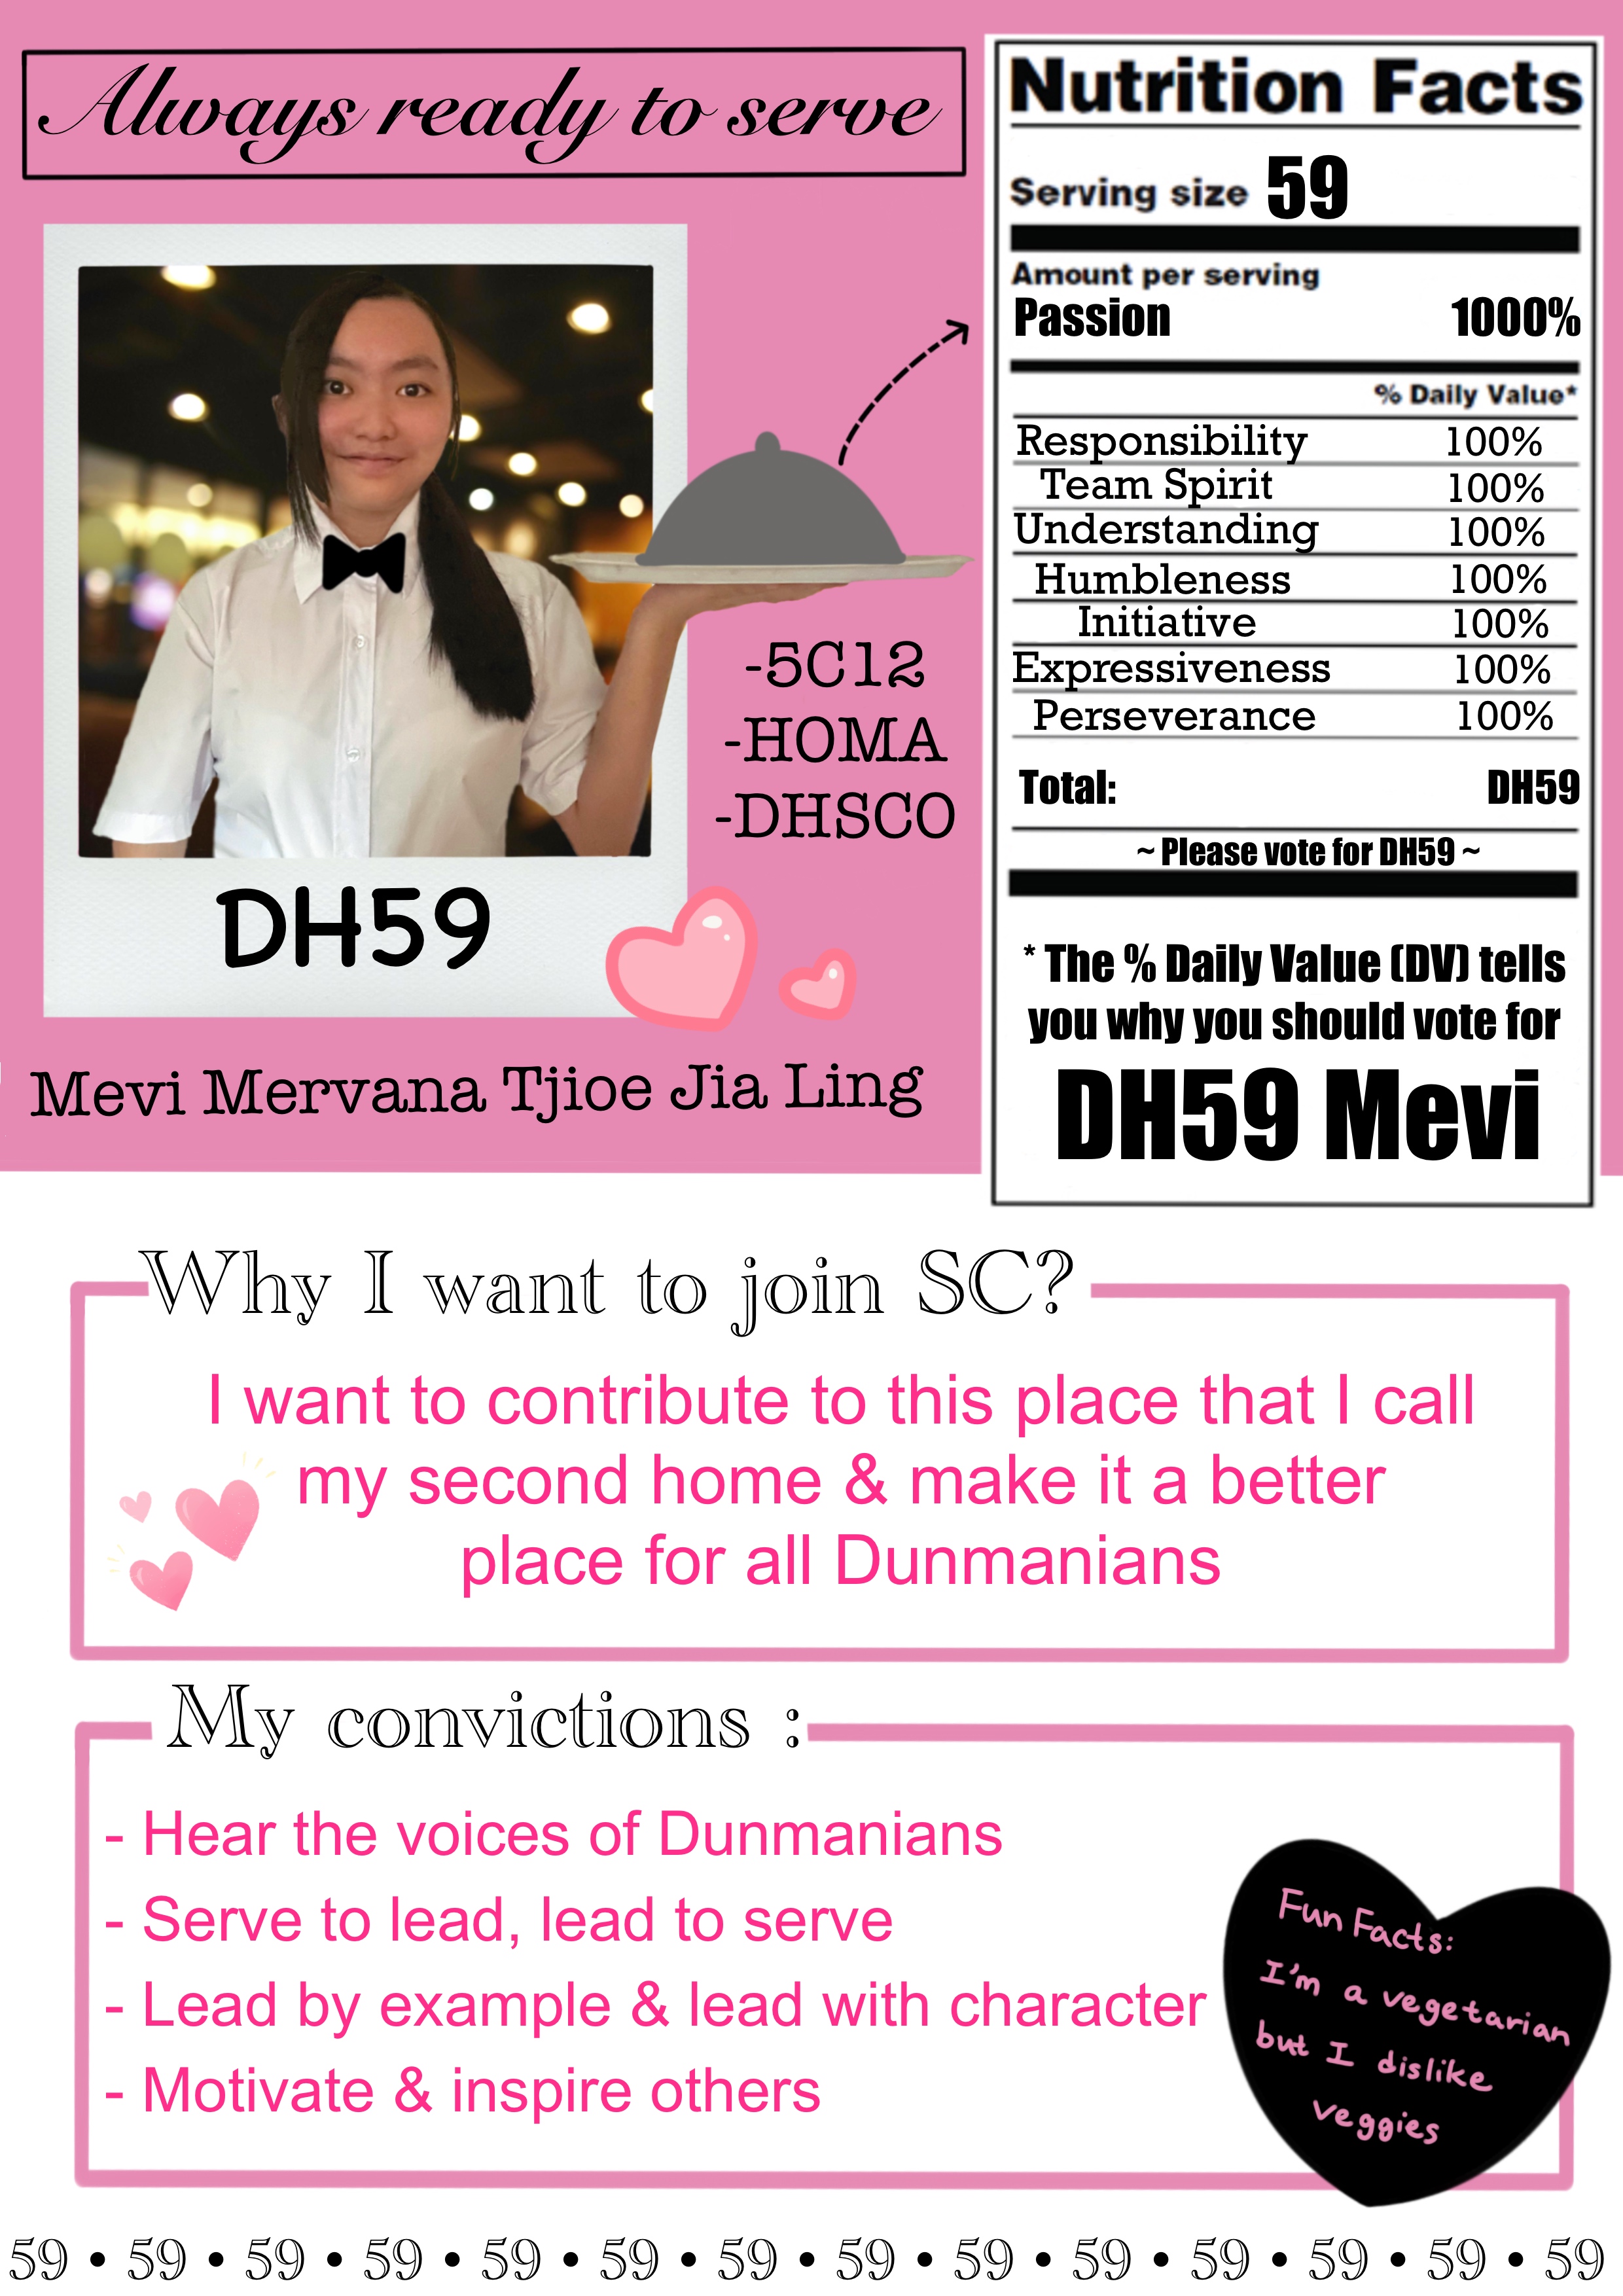 Always ready to serve
DH59
-5C12
-HOMA
-DHSCO
Mevi Mervana Tjioe Jia Ling
Nutrition Facts
Serving size 59
Amount per serving
Passion 1000%
% Daily Value*
Responsibility 100%
Team Spirit 100%
Understanding 100%
Humbleness 100%
Initiative 100%
Expressiveness 100%
Perseverance 100%
Total: DH59
~ Please vote for DH59 ~
* The % Daily Value (DV) tells
you why you should vote for
DH59 Mevi
Why I want to join SC?
I want to contribute to this place that I call
my second home & make it a better
place for all Dunmanians
My convictions :
- Hear the voices of Dunmanians
- Serve to lead, lead to serve
- Lead by example & lead with character
- Motivate & inspire others
Fun Facts:
I'm a vegetarian
but I dislike
veggies
59 • 59 • 59 • 59 • 59 • 59 • 59 • 59 • 59 • 59 • 59 • 59 • 59 • 59